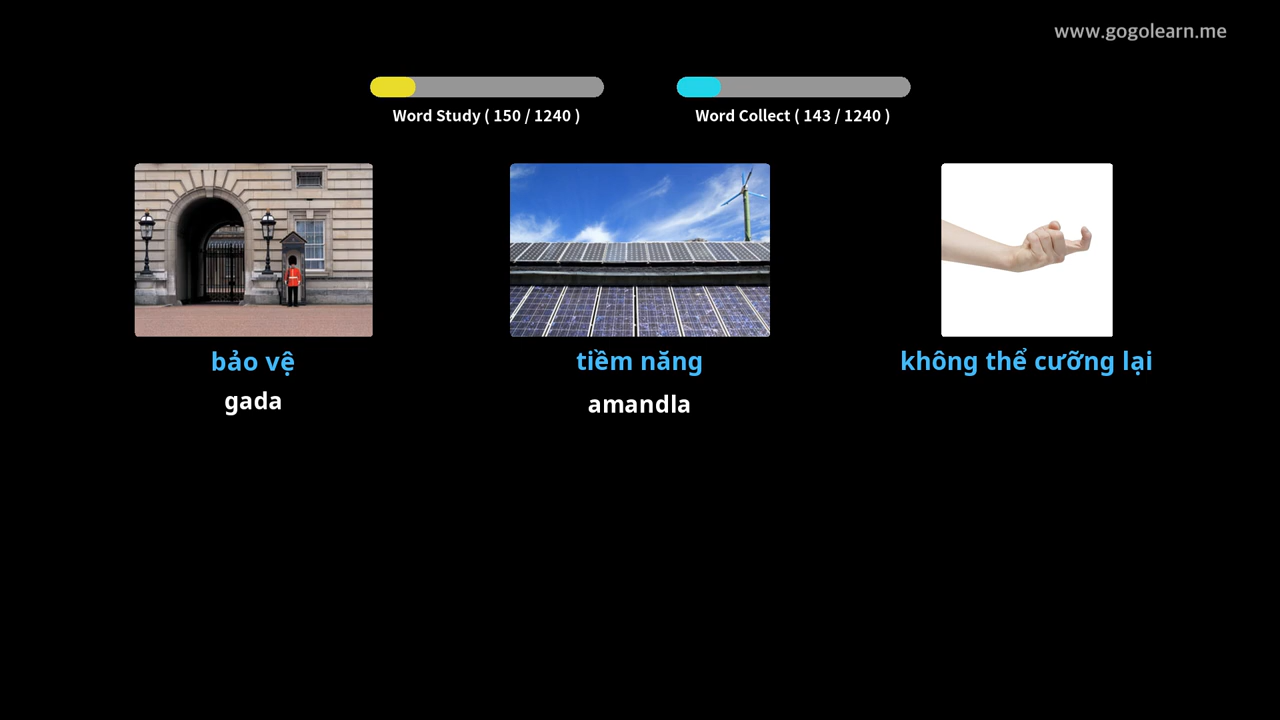 www.gogolearn.me
Word Study ( 150 / 1240 )
Word Collect ( 143 / 1240 )
bảo vệ
gada
tiềm năng
amandla
không thể cưỡng lại